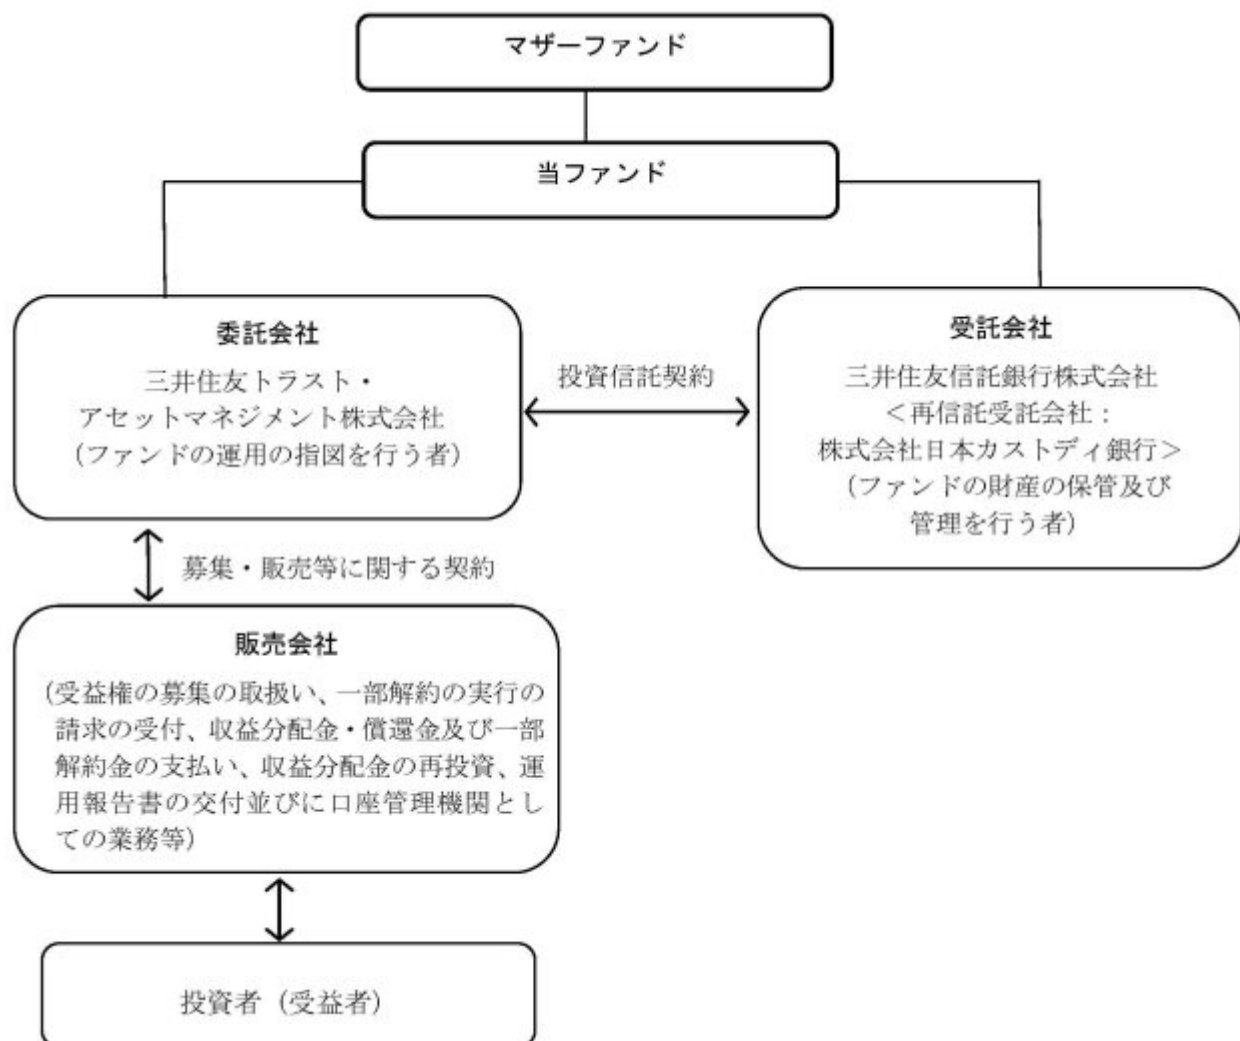 マザーファンド
当ファンド
委託会社
三井住友トラスト・
アセットマネジメント株式会社
（ファンドの運用の指図を行う者）
投資信託契約
受託会社
三井住友信託銀行株式会社
＜再信託受託会社：
株式会社日本カストディ銀行＞
（ファンドの財産の保管及び
管理を行う者）
募集・販売等に関する契約
販売会社
（受益権の募集の取扱い、一部解約の実行の
請求の受付、収益分配金・償還金及び一部
解約金の支払い、収益分配金の再投資、運
用報告書の交付並びに口座管理機関とし
ての業務等）
投資者（受益者）